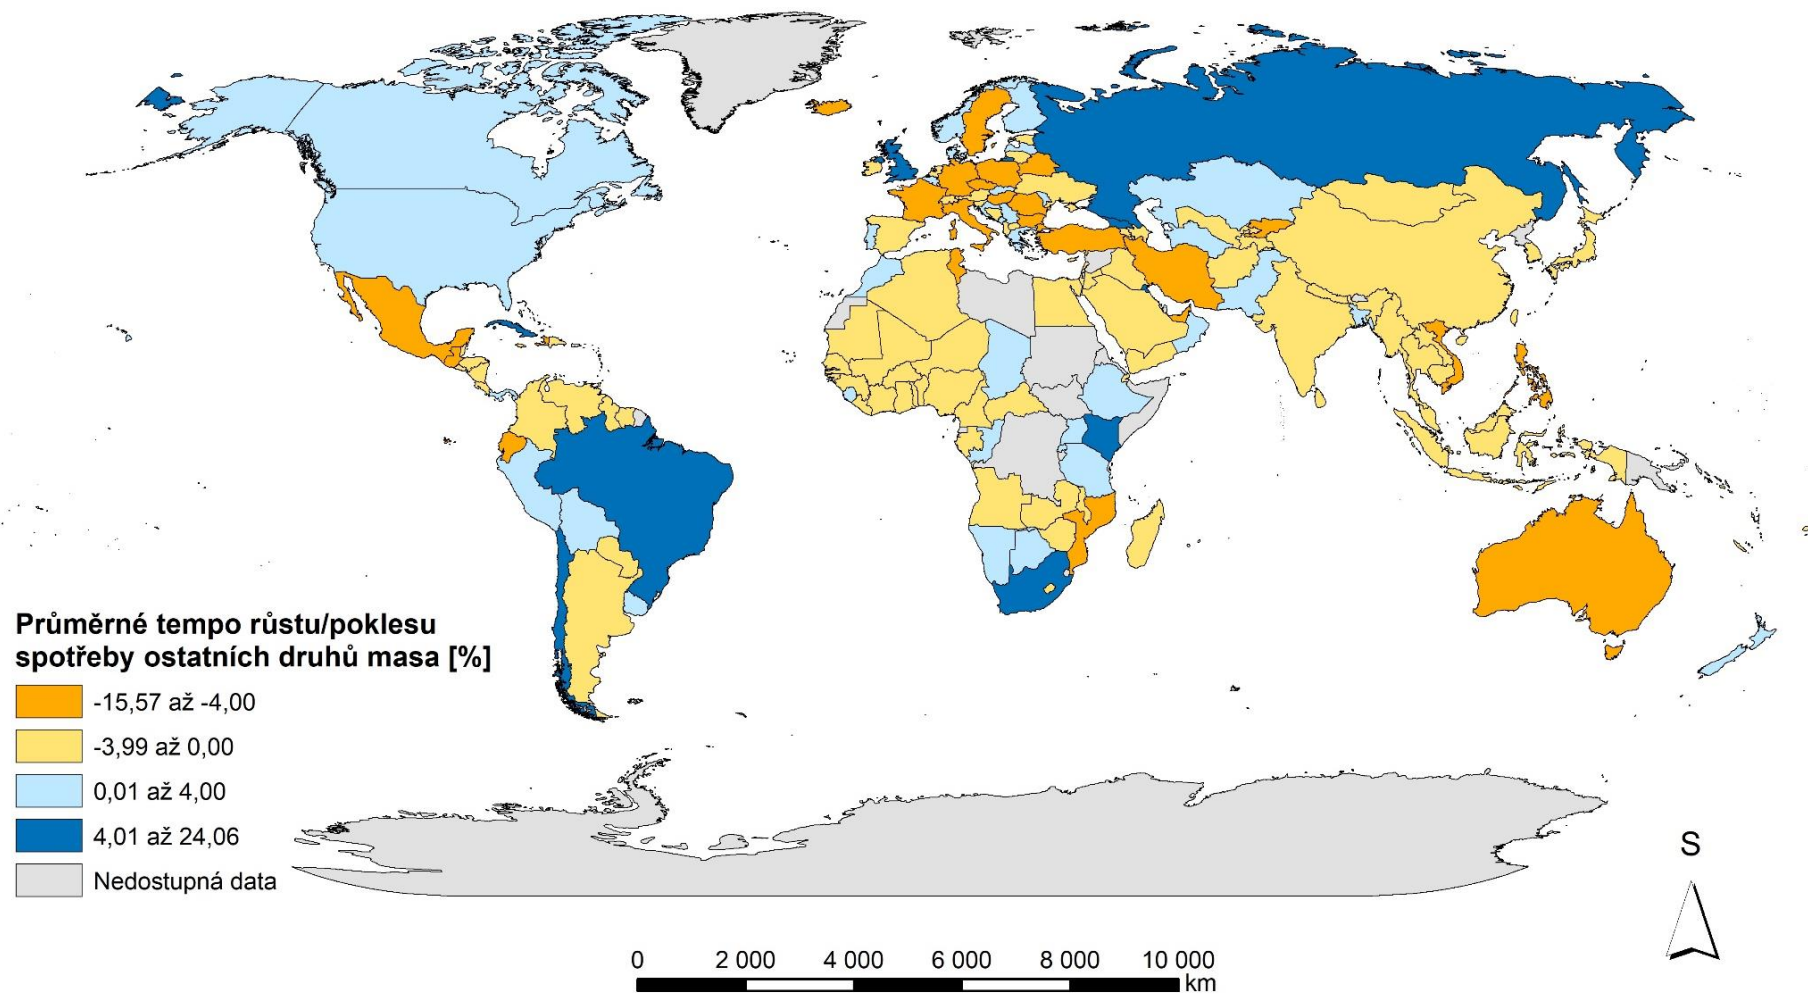 Průměrné tempo růstu/poklesu
spotřeby ostatních druhů masa [%]
-15,57 až -4,00
-3,99 až 0,00
0,01 až 4,00
4,01 až 24,06
Nedostupná data
S
0 2 000 4 000 6 000 8 000 10 000
km